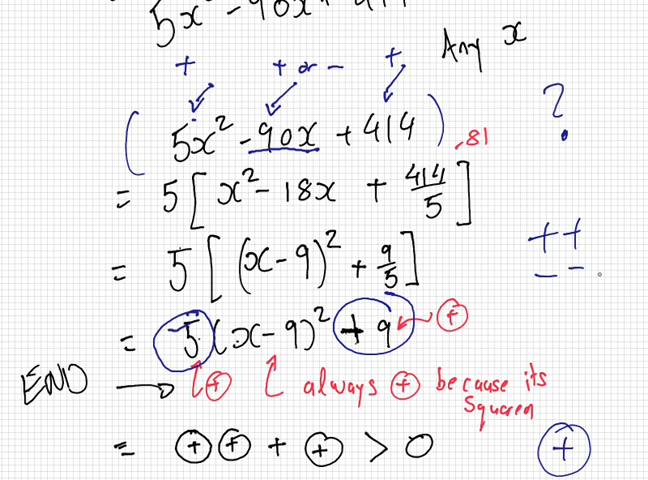 5x² - 90x + 414
Any x
+ + or - +
(5x² - 90x + 414) ?
, 81
= 5[x² - 18x + 414/5]
= 5[(x - 9)² + 9/5] ++
--
= 5(x - 9)² + 9 ← ⊕
END → ⊕ always ⊕ because its
Squared
= ⊕⊕ + ⊕ > 0 ⊕